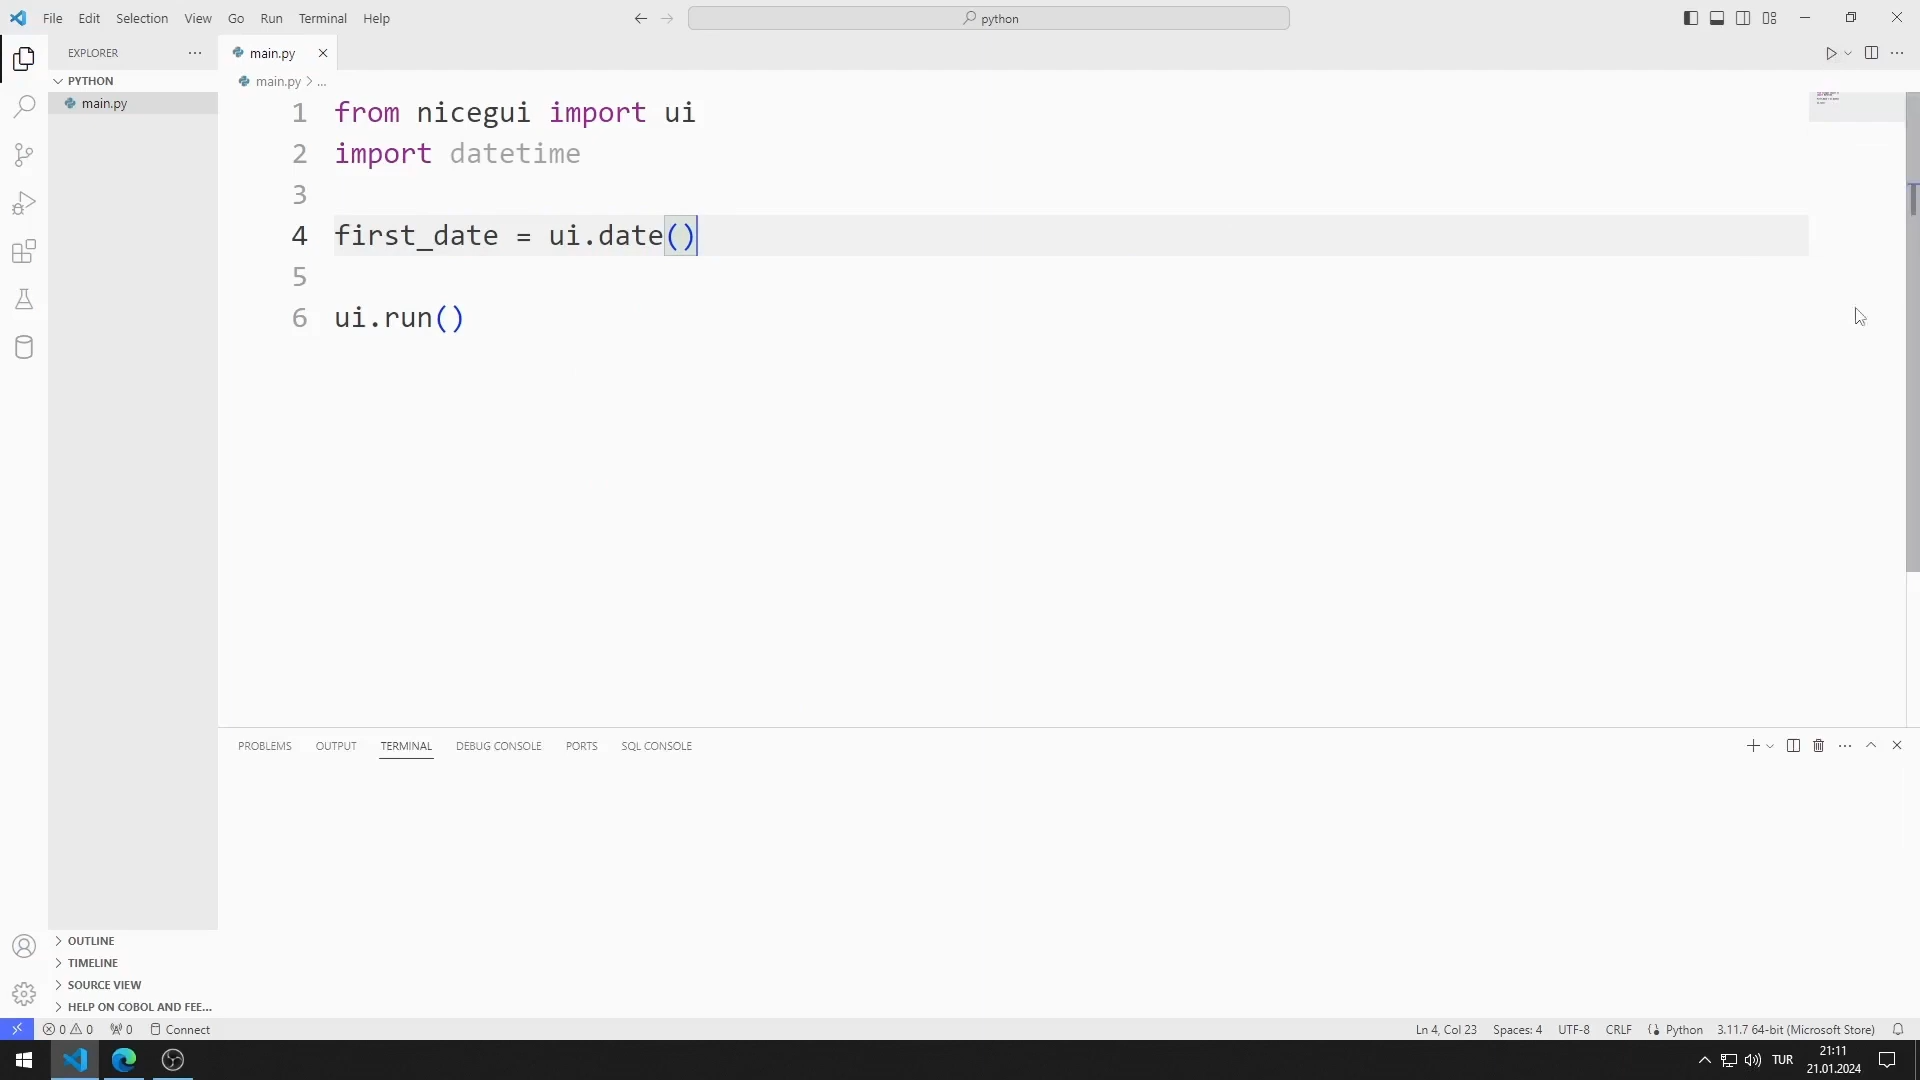 File Edit Selection View Go Run Terminal Help
python
EXPLORER
main.py
PYTHON
main.py > ...
main.py
1 from nicegui import ui
2 import datetime
3
4 first_date = ui.date()
5
6 ui.run()
PROBLEMS OUTPUT TERMINAL DEBUG CONSOLE PORTS SQL CONSOLE
OUTLINE
TIMELINE
SOURCE VIEW
HELP ON COBOL AND FEE...
0 0 0 Connect
Ln 4, Col 23 Spaces: 4 UTF-8 CRLF Python 3.11.7 64-bit (Microsoft Store)
TUR
21:11
21.01.2024